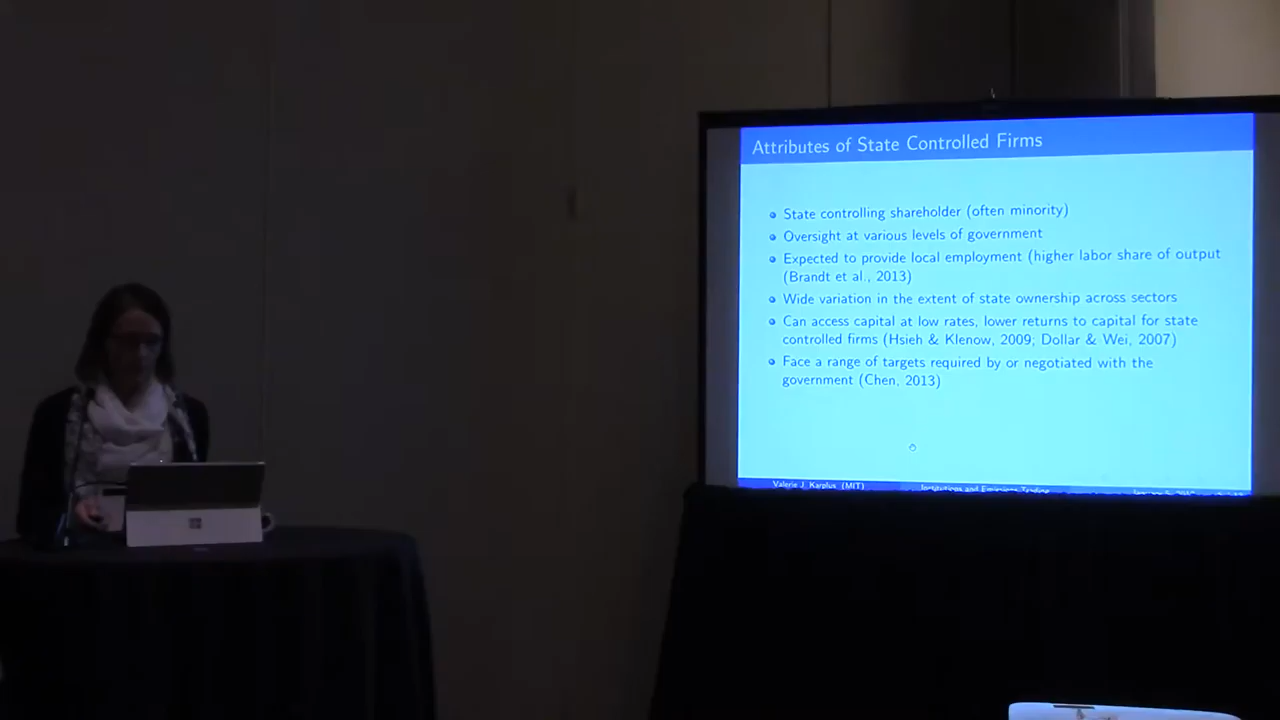 Attributes of State Controlled Firms
State controlling shareholder (often minority)
Oversight at various levels of government
Expected to provide local employment (higher labor share of output
(Brandt et al., 2013)
Wide variation in the extent of state ownership across sectors
Can access capital at low rates, lower returns to capital for state
controlled firms (Hsieh & Klenow, 2009; Dollar & Wei, 2007)
Face a range of targets required by or negotiated with the
government (Chen, 2013)
Valerie J. Karplus (MIT)
Institutions and Emissions Trading